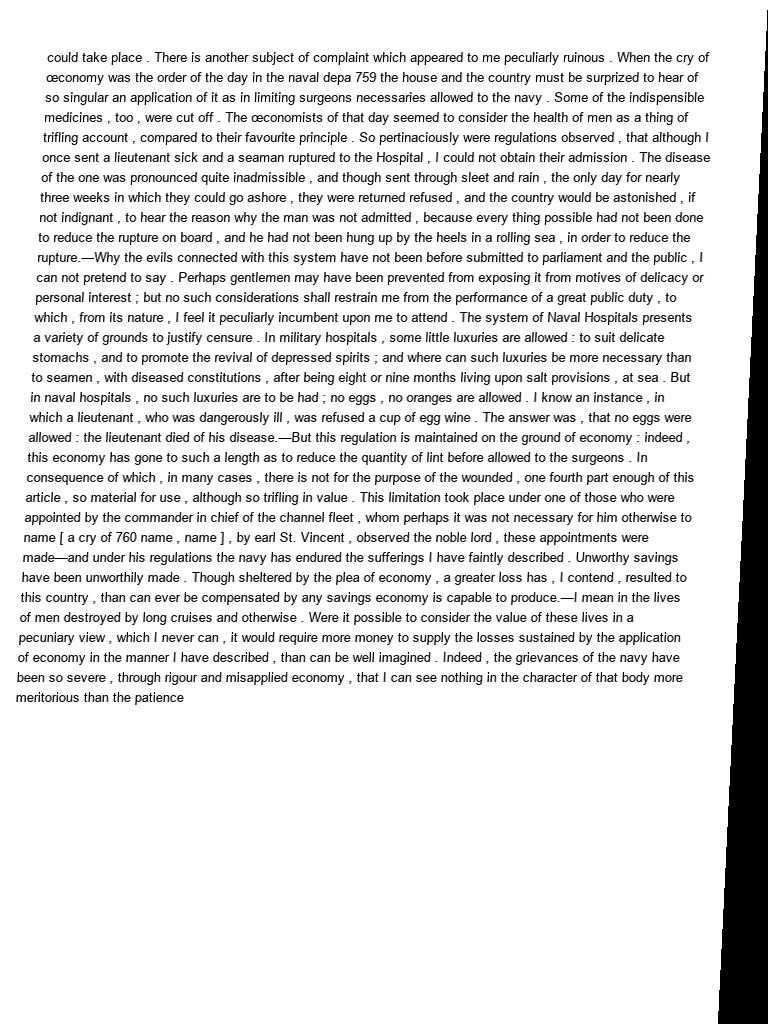 could take place . There is another subject of complaint which appeared to me peculiarly ruinous . When the cry of
œconomy was the order of the day in the naval depa 759 the house and the country must be surprized to hear of
so singular an application of it as in limiting surgeons necessaries allowed to the navy . Some of the indispensible
medicines , too , were cut off . The œconomists of that day seemed to consider the health of men as a thing of
trifling account , compared to their favourite principle . So pertinaciously were regulations observed , that although I
once sent a lieutenant sick and a seaman ruptured to the Hospital , I could not obtain their admission . The disease
of the one was pronounced quite inadmissible , and though sent through sleet and rain , the only day for nearly
three weeks in which they could go ashore , they were returned refused , and the country would be astonished , if
not indignant , to hear the reason why the man was not admitted , because every thing possible had not been done
to reduce the rupture on board , and he had not been hung up by the heels in a rolling sea , in order to reduce the
rupture.—Why the evils connected with this system have not been before submitted to parliament and the public , I
can not pretend to say . Perhaps gentlemen may have been prevented from exposing it from motives of delicacy or
personal interest ; but no such considerations shall restrain me from the performance of a great public duty , to
which , from its nature , I feel it peculiarly incumbent upon me to attend . The system of Naval Hospitals presents
a variety of grounds to justify censure . In military hospitals , some little luxuries are allowed : to suit delicate
stomachs , and to promote the revival of depressed spirits ; and where can such luxuries be more necessary than
to seamen , with diseased constitutions , after being eight or nine months living upon salt provisions , at sea . But
in naval hospitals , no such luxuries are to be had ; no eggs , no oranges are allowed . I know an instance , in
which a lieutenant , who was dangerously ill , was refused a cup of egg wine . The answer was , that no eggs were
allowed : the lieutenant died of his disease.—But this regulation is maintained on the ground of economy : indeed ,
this economy has gone to such a length as to reduce the quantity of lint before allowed to the surgeons . In
consequence of which , in many cases , there is not for the purpose of the wounded , one fourth part enough of this
article , so material for use , although so trifling in value . This limitation took place under one of those who were
appointed by the commander in chief of the channel fleet , whom perhaps it was not necessary for him otherwise to
name [ a cry of 760 name , name ] , by earl St. Vincent , observed the noble lord , these appointments were
made—and under his regulations the navy has endured the sufferings I have faintly described . Unworthy savings
have been unworthily made . Though sheltered by the plea of economy , a greater loss has , I contend , resulted to
this country , than can ever be compensated by any savings economy is capable to produce.—I mean in the lives
of men destroyed by long cruises and otherwise . Were it possible to consider the value of these lives in a
pecuniary view , which I never can , it would require more money to supply the losses sustained by the application
of economy in the manner I have described , than can be well imagined . Indeed , the grievances of the navy have
been so severe , through rigour and misapplied economy , that I can see nothing in the character of that body more
meritorious than the patience